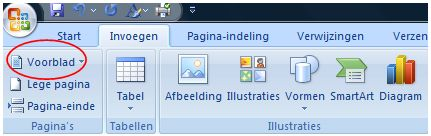 Start Invoegen Pagina-indeling Verwijzingen Verzen
Voorblad
Lege pagina
Pagina-einde
Tabel Afbeelding Illustraties Vormen SmartArt Diagram
Pagina's Tabellen Illustraties